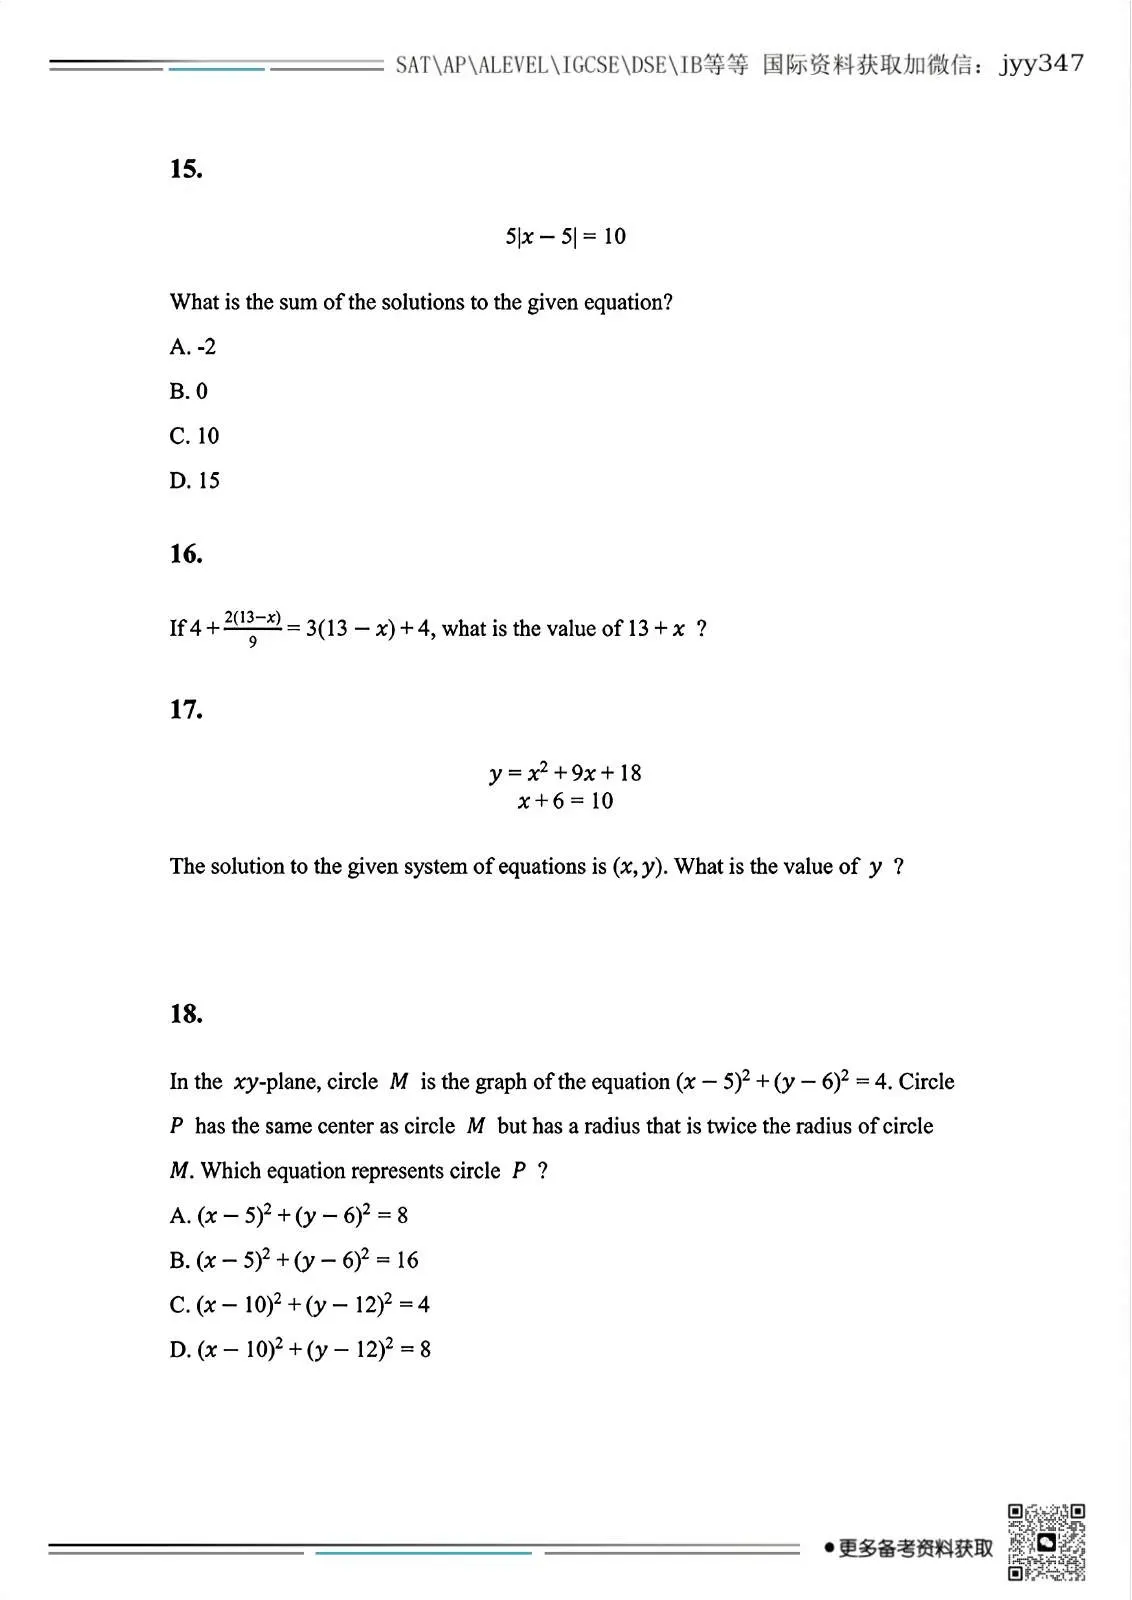 SAT\AP\ALEVEL\IGCSE\DSE\IB等等 国际资料获取加微信： jyy347
15.
5|x − 5| = 10
What is the sum of the solutions to the given equation?
A. -2
B. 0
C. 10
D. 15
16.
If 4 + 2(13−x)/9 = 3(13 − x) + 4, what is the value of 13 + x ?
17.
y = x² + 9x + 18
x + 6 = 10
The solution to the given system of equations is (x, y). What is the value of y ?
18.
In the xy-plane, circle M is the graph of the equation (x − 5)² + (y − 6)² = 4. Circle
P has the same center as circle M but has a radius that is twice the radius of circle
M. Which equation represents circle P ?
A. (x − 5)² + (y − 6)² = 8
B. (x − 5)² + (y − 6)² = 16
C. (x − 10)² + (y − 12)² = 4
D. (x − 10)² + (y − 12)² = 8
●更多备考资料获取